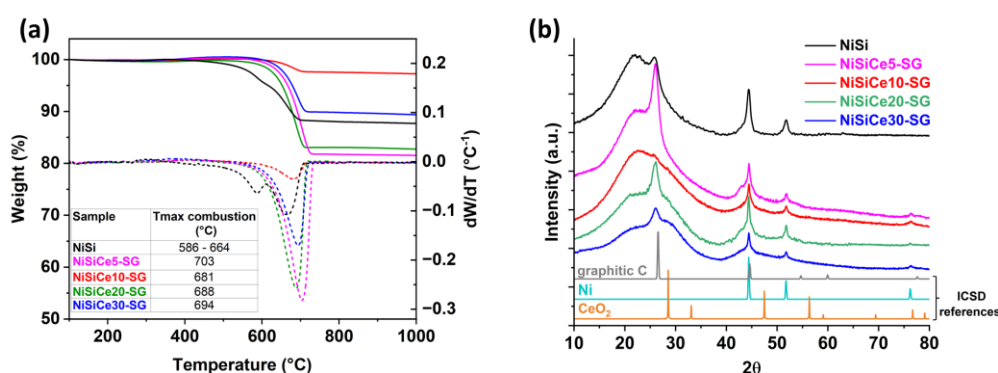 (a)
100
90
80
70
60
50
Weight (%)
0.2
0.1
0.0
−0.1
−0.2
−0.3
dW/dT (°C⁻¹)
Sample Tmax combustion (°C)
NiSi 586 - 664
NiSiCe5-SG 703
NiSiCe10-SG 681
NiSiCe20-SG 688
NiSiCe30-SG 694
200 400 600 800 1000
Temperature (°C)
(b)
NiSi
NiSiCe5-SG
NiSiCe10-SG
NiSiCe20-SG
NiSiCe30-SG
Intensity (a.u.)
graphitic C
Ni
CeO₂
ICSD
references
10 20 30 40 50 60 70 80
2θ